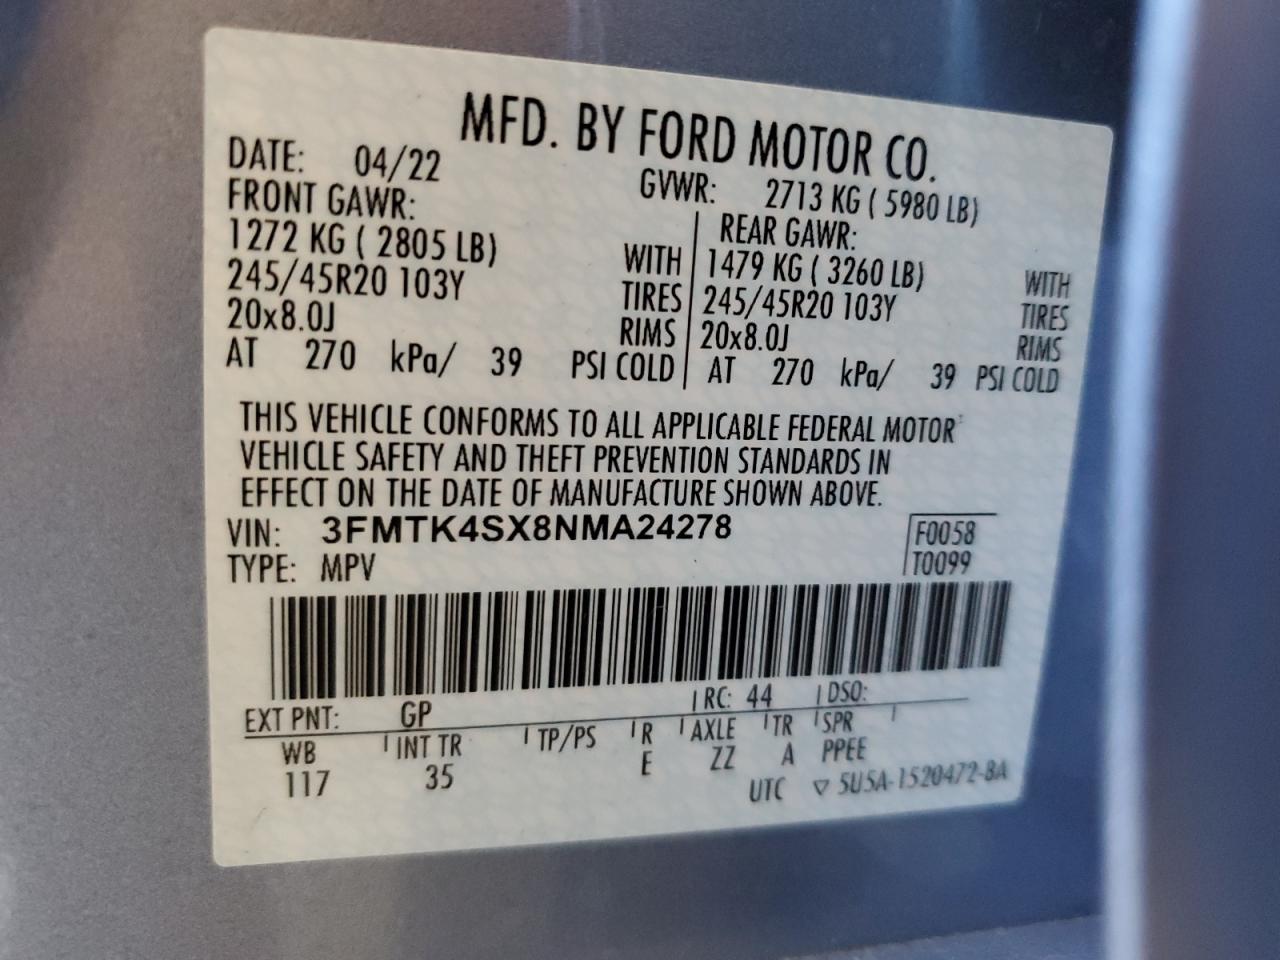 MFD. BY FORD MOTOR CO.
DATE: 04/22 GVWR: 2713 KG ( 5980 LB)
FRONT GAWR: REAR GAWR:
1272 KG ( 2805 LB) WITH 1479 KG ( 3260 LB) WITH
245/45R20 103Y TIRES 245/45R20 103Y TIRES
20x8.0J RIMS 20x8.0J RIMS
AT 270 kPa/ 39 PSI COLD AT 270 kPa/ 39 PSI COLD
THIS VEHICLE CONFORMS TO ALL APPLICABLE FEDERAL MOTOR
VEHICLE SAFETY AND THEFT PREVENTION STANDARDS IN
EFFECT ON THE DATE OF MANUFACTURE SHOWN ABOVE.
VIN: 3FMTK4SX8NMA24278 F0058
TYPE: MPV T0099
EXT PNT: GP RC: 44 DSO:
WB INT TR TP/PS R AXLE TR SPR
117 35 E ZZ A PPEE
UTC ▽ 5U5A-1520472-BA